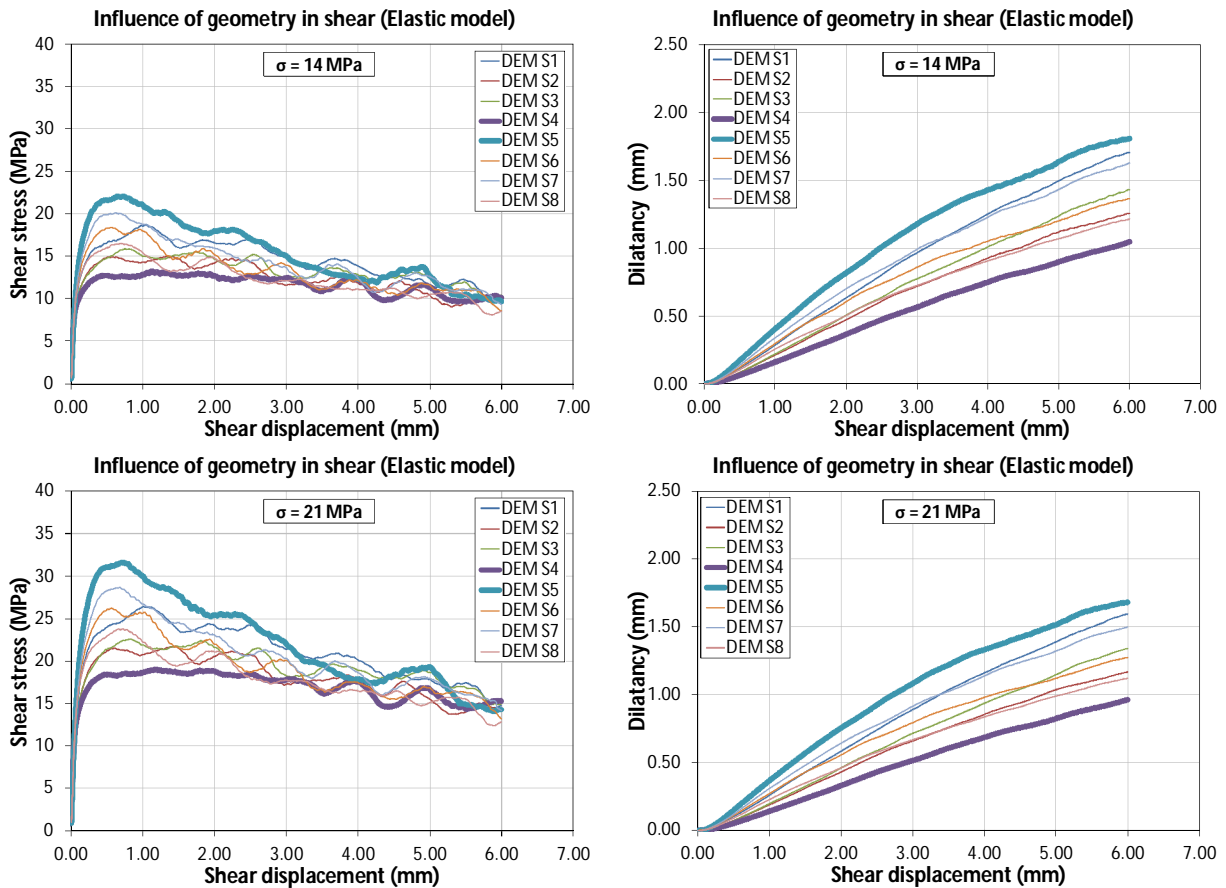 Influence of geometry in shear (Elastic model)
40
35
30
25
20
15
10
5
0
Shear stress (MPa)
σ = 14 MPa
DEM S1
DEM S2
DEM S3
DEM S4
DEM S5
DEM S6
DEM S7
DEM S8
0.00 1.00 2.00 3.00 4.00 5.00 6.00 7.00
Shear displacement (mm)
Influence of geometry in shear (Elastic model)
2.50
2.00
1.50
1.00
0.50
0.00
Dilatancy (mm)
σ = 14 MPa
DEM S1
DEM S2
DEM S3
DEM S4
DEM S5
DEM S6
DEM S7
DEM S8
0.00 1.00 2.00 3.00 4.00 5.00 6.00 7.00
Shear displacement (mm)
Influence of geometry in shear (Elastic model)
40
35
30
25
20
15
10
5
0
Shear stress (MPa)
σ = 21 MPa
DEM S1
DEM S2
DEM S3
DEM S4
DEM S5
DEM S6
DEM S7
DEM S8
0.00 1.00 2.00 3.00 4.00 5.00 6.00 7.00
Shear displacement (mm)
Influence of geometry in shear (Elastic model)
2.50
2.00
1.50
1.00
0.50
0.00
Dilatancy (mm)
σ = 21 MPa
DEM S1
DEM S2
DEM S3
DEM S4
DEM S5
DEM S6
DEM S7
DEM S8
0.00 1.00 2.00 3.00 4.00 5.00 6.00 7.00
Shear displacement (mm)